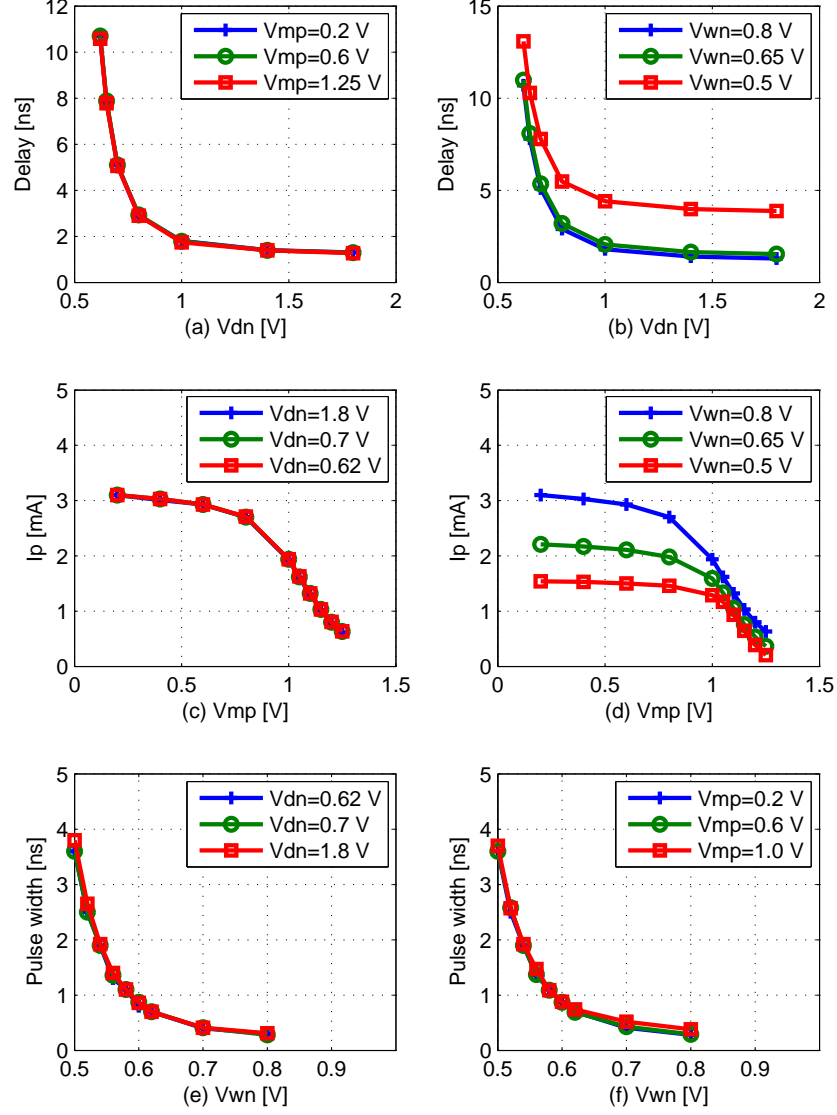 12
10
8
6
4
2
0
Delay [ns]
Vmp=0.2 V
Vmp=0.6 V
Vmp=1.25 V
0.5
1
1.5
2
(a) Vdn [V]
15
10
5
0
Delay [ns]
Vwn=0.8 V
Vwn=0.65 V
Vwn=0.5 V
0.5
1
1.5
2
(b) Vdn [V]
5
4
3
2
1
0
Ip [mA]
Vdn=1.8 V
Vdn=0.7 V
Vdn=0.62 V
0
0.5
1
1.5
(c) Vmp [V]
5
4
3
2
1
0
Ip [mA]
Vwn=0.8 V
Vwn=0.65 V
Vwn=0.5 V
0
0.5
1
1.5
(d) Vmp [V]
5
4
3
2
1
0
Pulse width [ns]
Vdn=0.62 V
Vdn=0.7 V
Vdn=1.8 V
0.5
0.6
0.7
0.8
0.9
(e) Vwn [V]
5
4
3
2
1
0
Pulse width [ns]
Vmp=0.2 V
Vmp=0.6 V
Vmp=1.0 V
0.5
0.6
0.7
0.8
0.9
(f) Vwn [V]